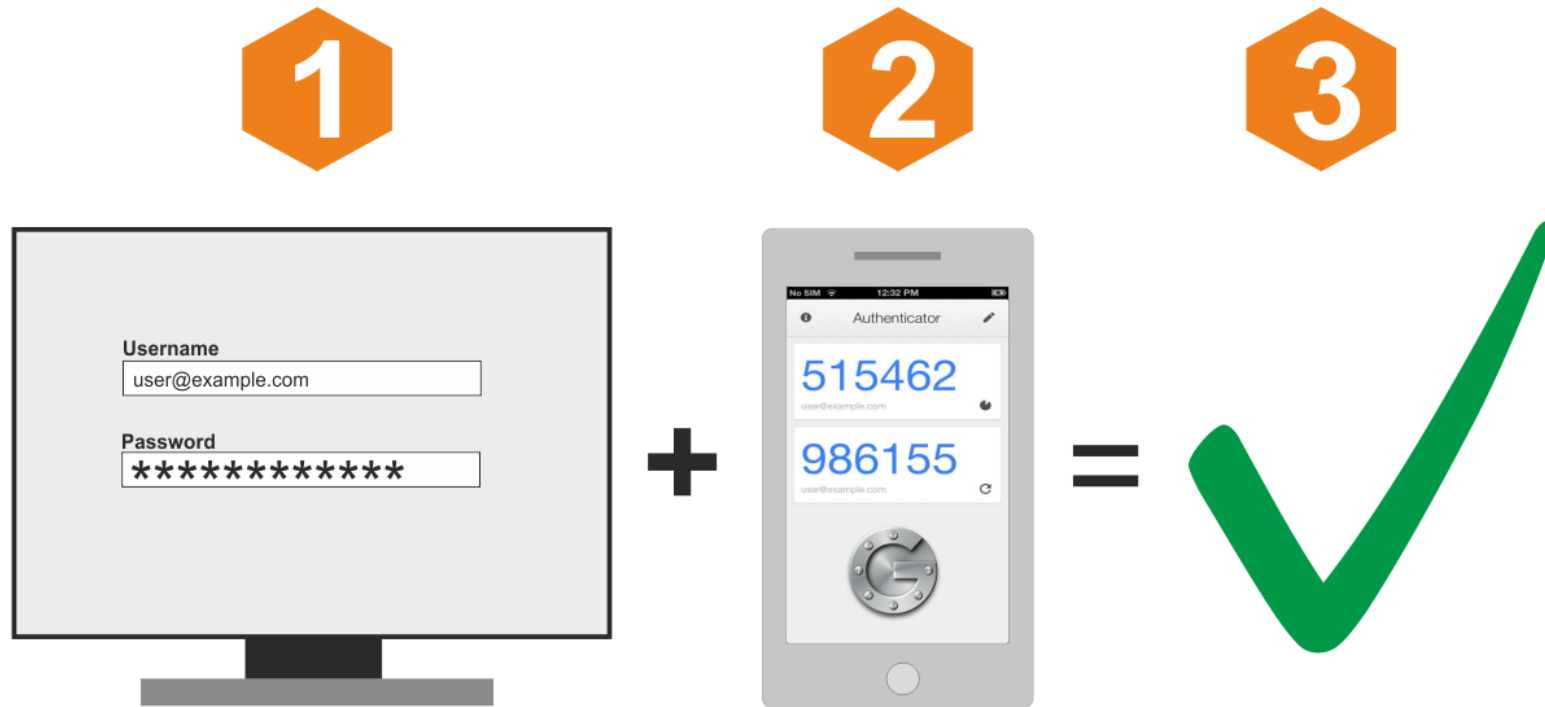 1
2
3
Username
user@example.com
Password
************
+
No SIM 12:32 PM
Authenticator
515462
user@example.com
986155
user@example.com
G
=